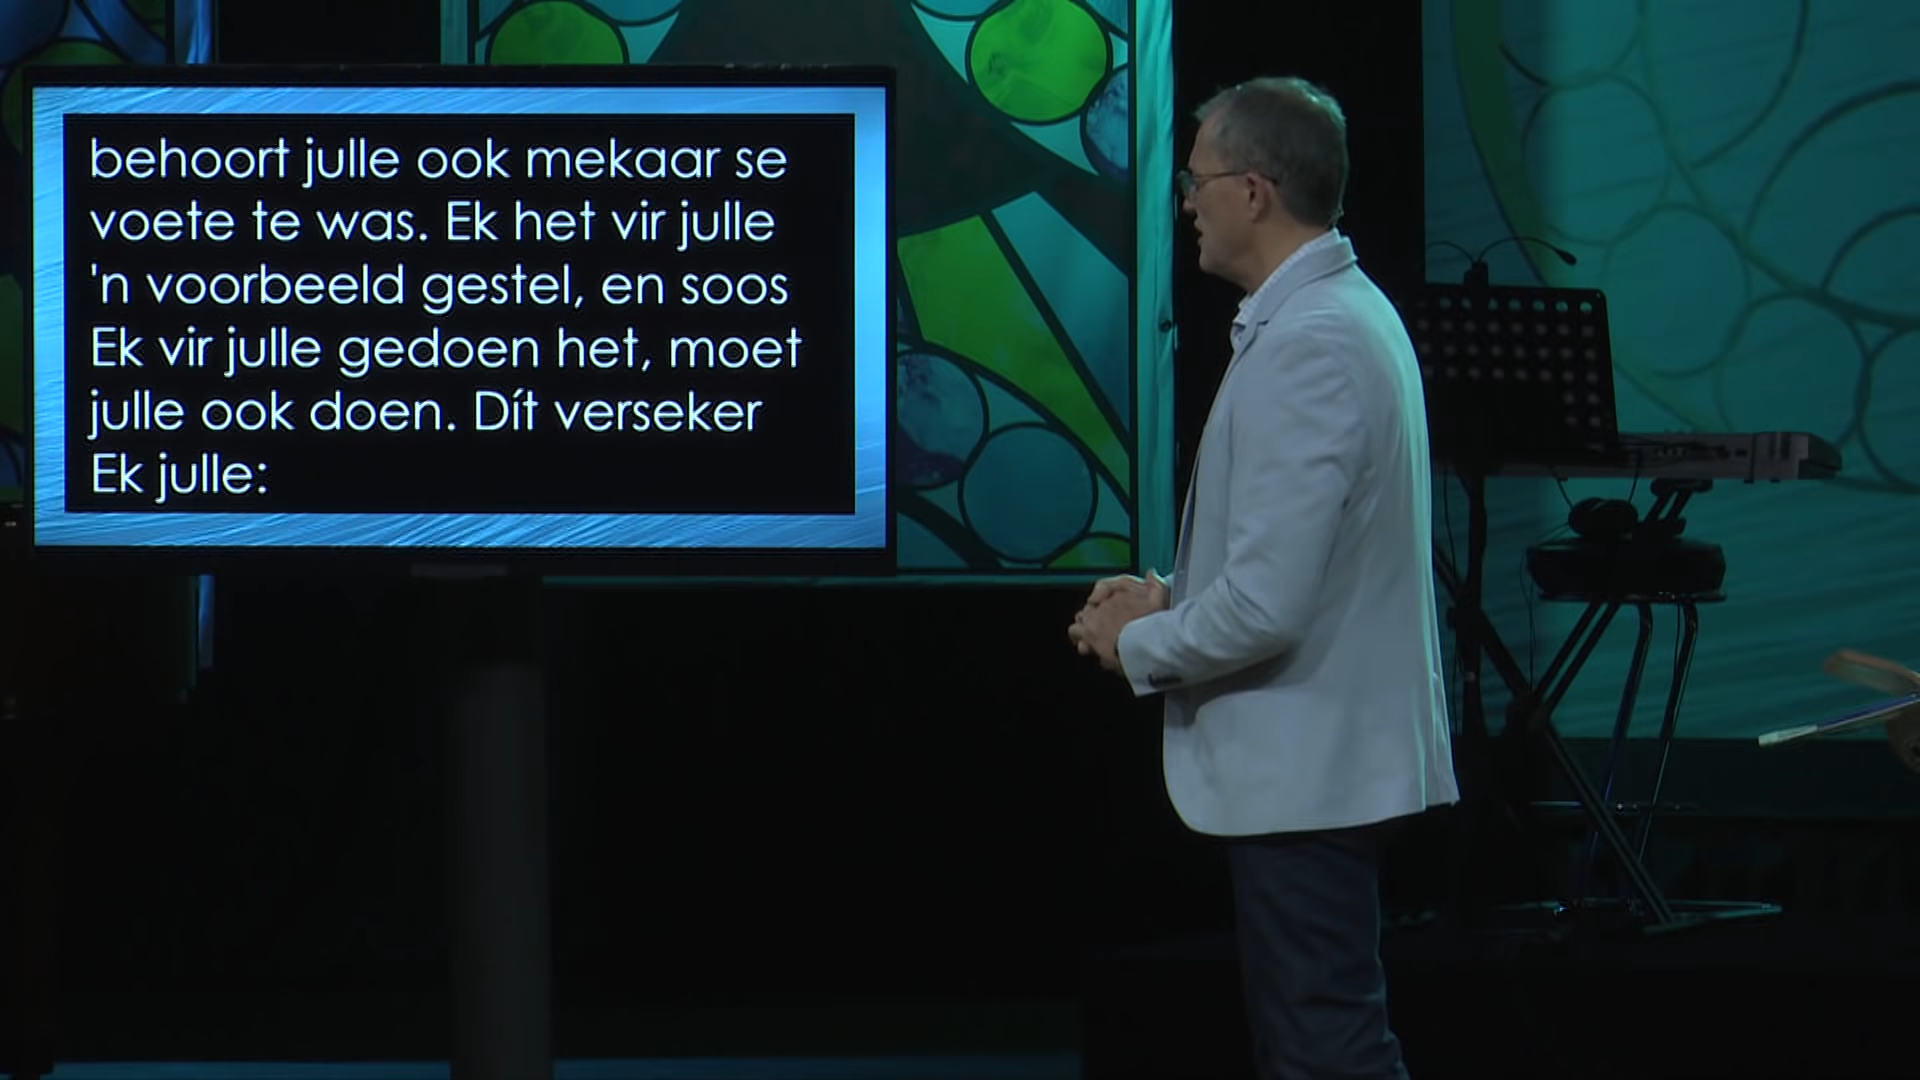 behoort julle ook mekaar se
voete te was. Ek het vir julle
'n voorbeeld gestel, en soos
Ek vir julle gedoen het, moet
julle ook doen. Dít verseker
Ek julle: